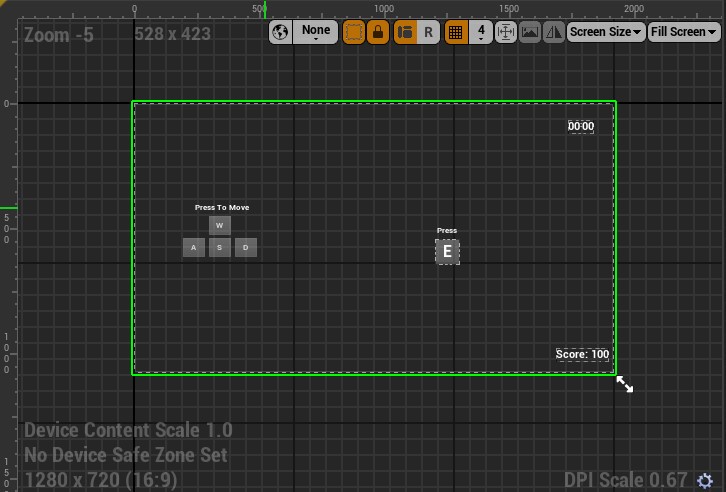 0 500 1000 1500 2000
Zoom -5 528 x 423 None R 4 Screen Size Fill Screen
0
00:00
Press To Move
W
A S D
Press
E
500
1000
Score: 100
Device Content Scale 1.0
No Device Safe Zone Set
1280 x 720 (16:9) DPI Scale 0.67
15